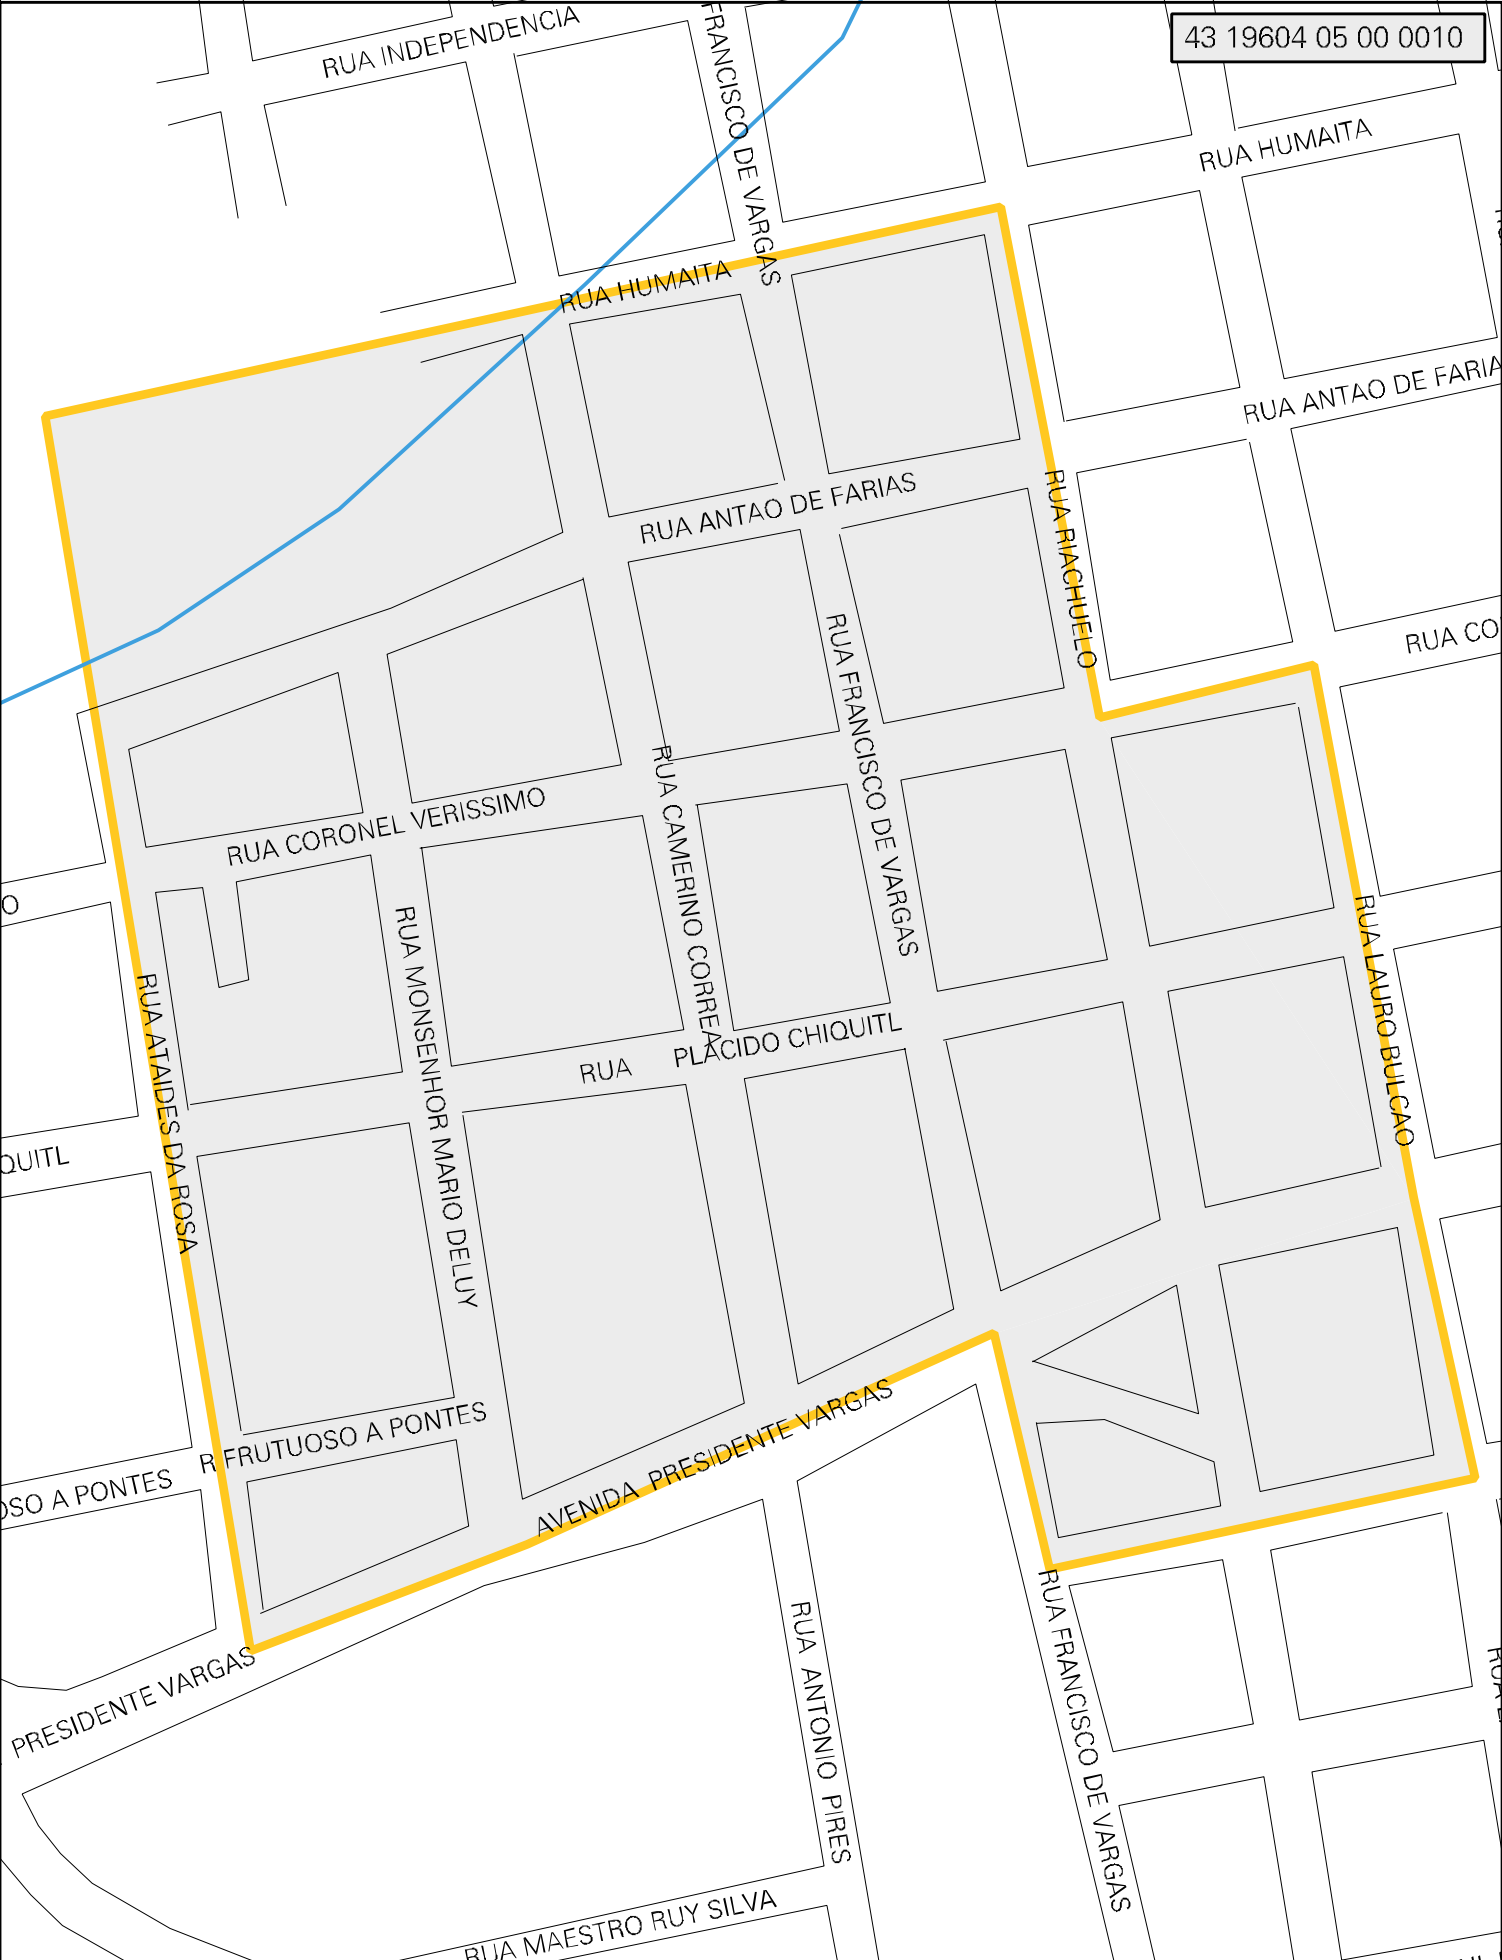 43 19604 05 00 0010
RUA INDEPENDENCIA
FRANCISCO DE VARGAS
RUA HUMAITA
RUA HUMAITA
RUA ANTAO DE FARIA
RUA ANTAO DE FARIAS
RUA RIACHUELO
RUA CO
RUA FRANCISCO DE VARGAS
RUA CAMERINO CORREA
RUA CORONEL VERISSIMO
O
RUA MONSENHOR MARIO DELUY
RUA LAURO BULCAO
RUA ATAIDES DA ROSA
RUA PLACIDO CHIQUITL
QUITL
R FRUTUOSO A PONTES
OSO A PONTES
AVENIDA PRESIDENTE VARGAS
PRESIDENTE VARGAS
RUA ANTONIO PIRES
RUA FRANCISCO DE VARGAS
RUA MAESTRO RUY SILVA